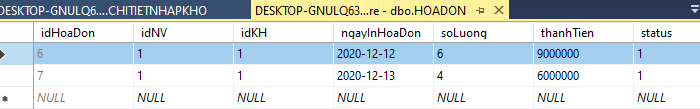 DESKTOP-GNULQ6....CHITIETNHAPKHO DESKTOP-GNULQ63...re - dbo.HOADON
idHoaDon idNV idKH ngayInHoaDon soLuong thanhTien status
6 1 1 2020-12-12 6 9000000 1
7 1 1 2020-12-13 4 6000000 1
NULL NULL NULL NULL NULL NULL NULL